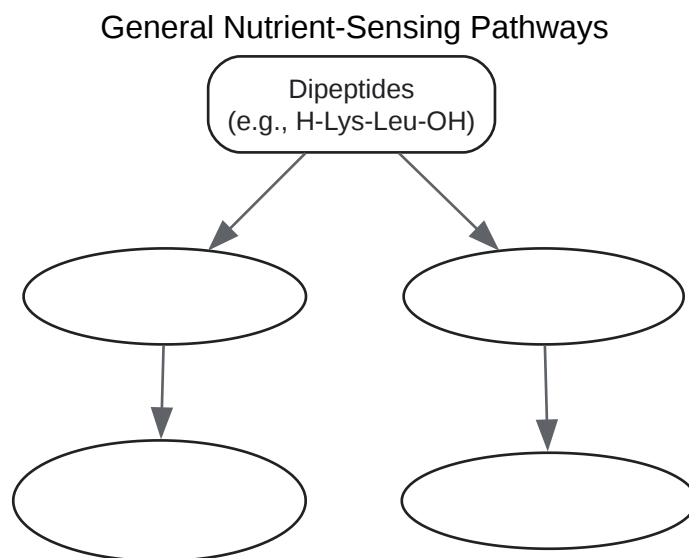 General Nutrient-Sensing Pathways
Dipeptides
(e.g., H-Lys-Leu-OH)